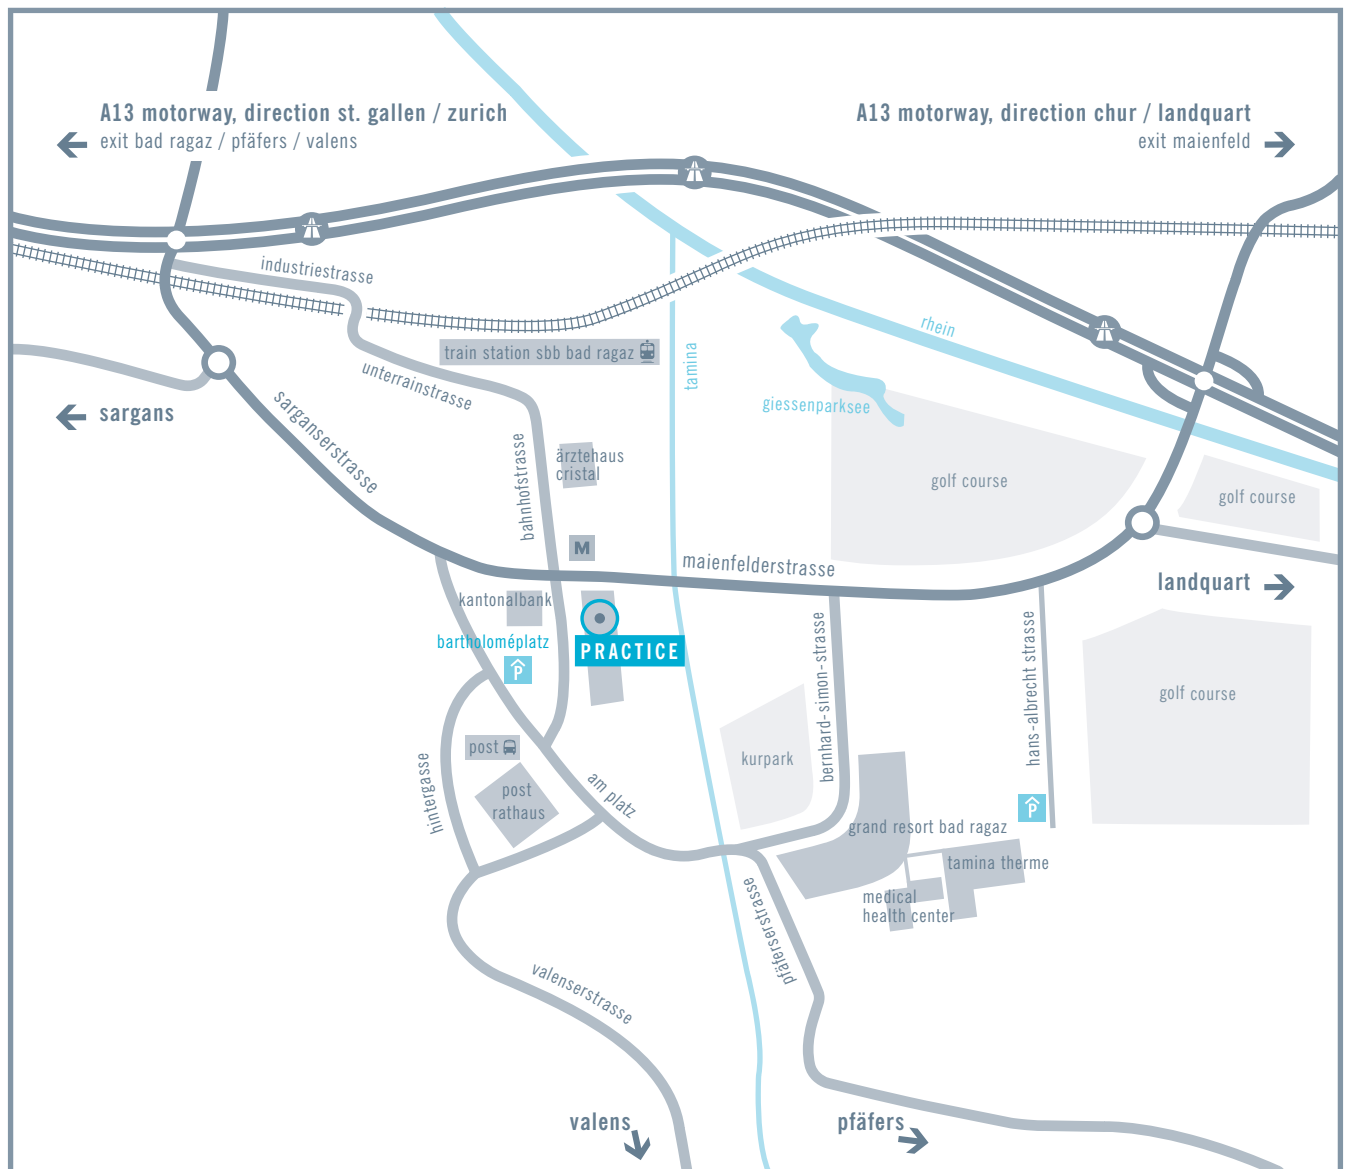 A13 motorway, direction st. gallen / zurich
exit bad ragaz / pfäfers / valens
A13 motorway, direction chur / landquart
exit maienfeld
industriestrasse
train station sbb bad ragaz
unterrainstrasse
tamina
rhein
giessenparksee
sargans
sarganserstrasse
bahnhofstrasse
ärztehaus
cristal
golf course
golf course
M
maienfelderstrasse
landquart
kantonalbank
bartholoméplatz
P
PRACTICE
bernhard-simon-strasse
hans-albrecht strasse
golf course
kurpark
hintergasse
post
post
rathaus
am platz
P
grand resort bad ragaz
tamina therme
medical
health center
pfäferserstrasse
valenserstrasse
valens
pfäfers